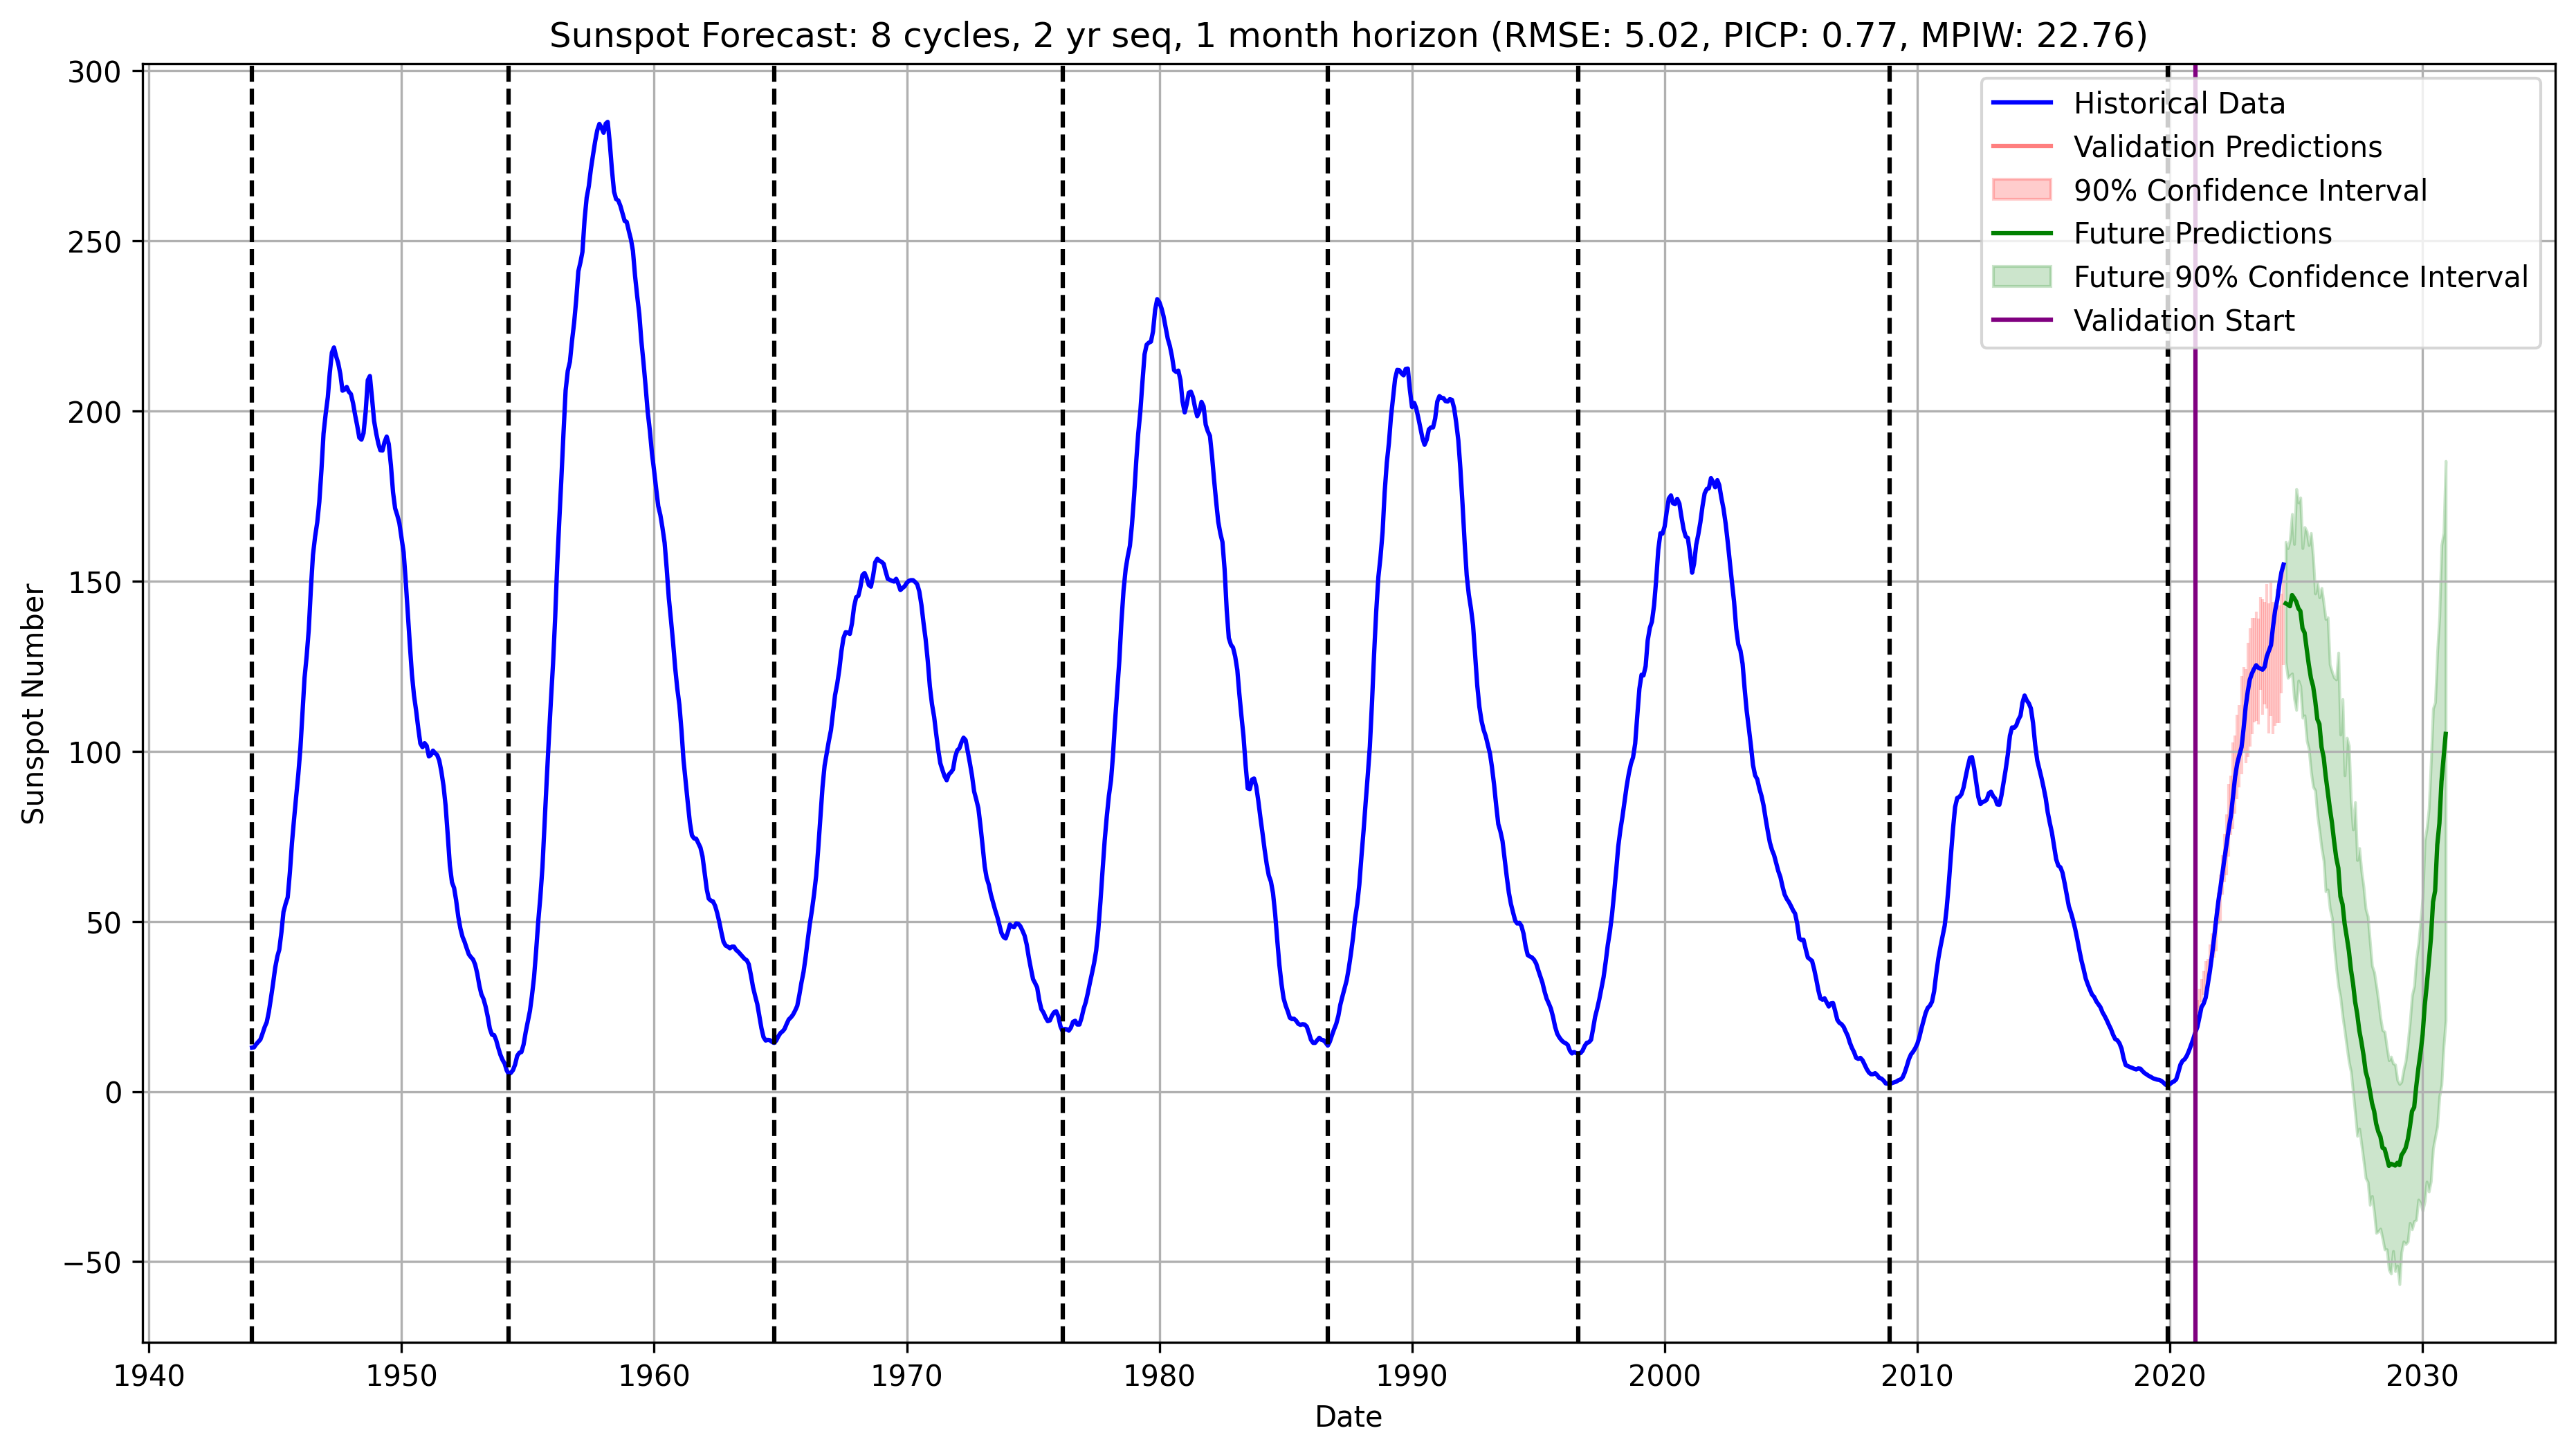 Sunspot Forecast: 8 cycles, 2 yr seq, 1 month horizon (RMSE: 5.02, PICP: 0.77, MPIW: 22.76)
Historical Data
Validation Predictions
90% Confidence Interval
Future Predictions
Future 90% Confidence Interval
Validation Start
Sunspot Number
300
250
200
150
100
50
0
−50
1940 1950 1960 1970 1980 1990 2000 2010 2020 2030
Date